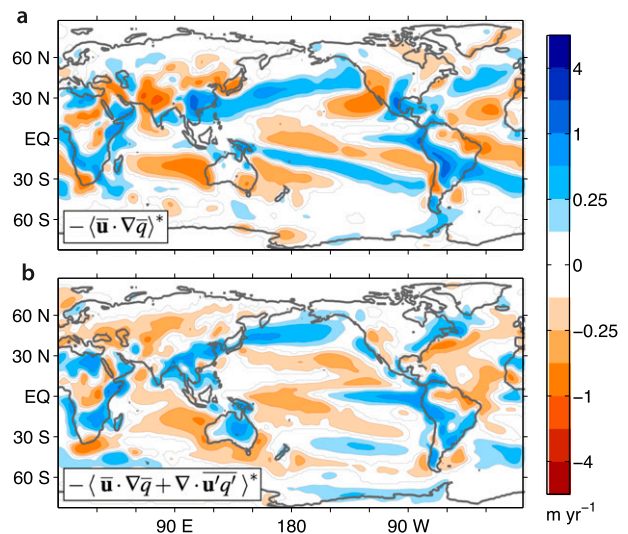 a
60 N
30 N
EQ
30 S
60 S
− ⟨ū · ∇q̄⟩*
b
60 N
30 N
EQ
30 S
60 S
− ⟨ ū · ∇q̄ + ∇ · \overline{u′q′} ⟩*
90 E 180 90 W
4
1
0.25
0
−0.25
−1
−4
m yr⁻¹